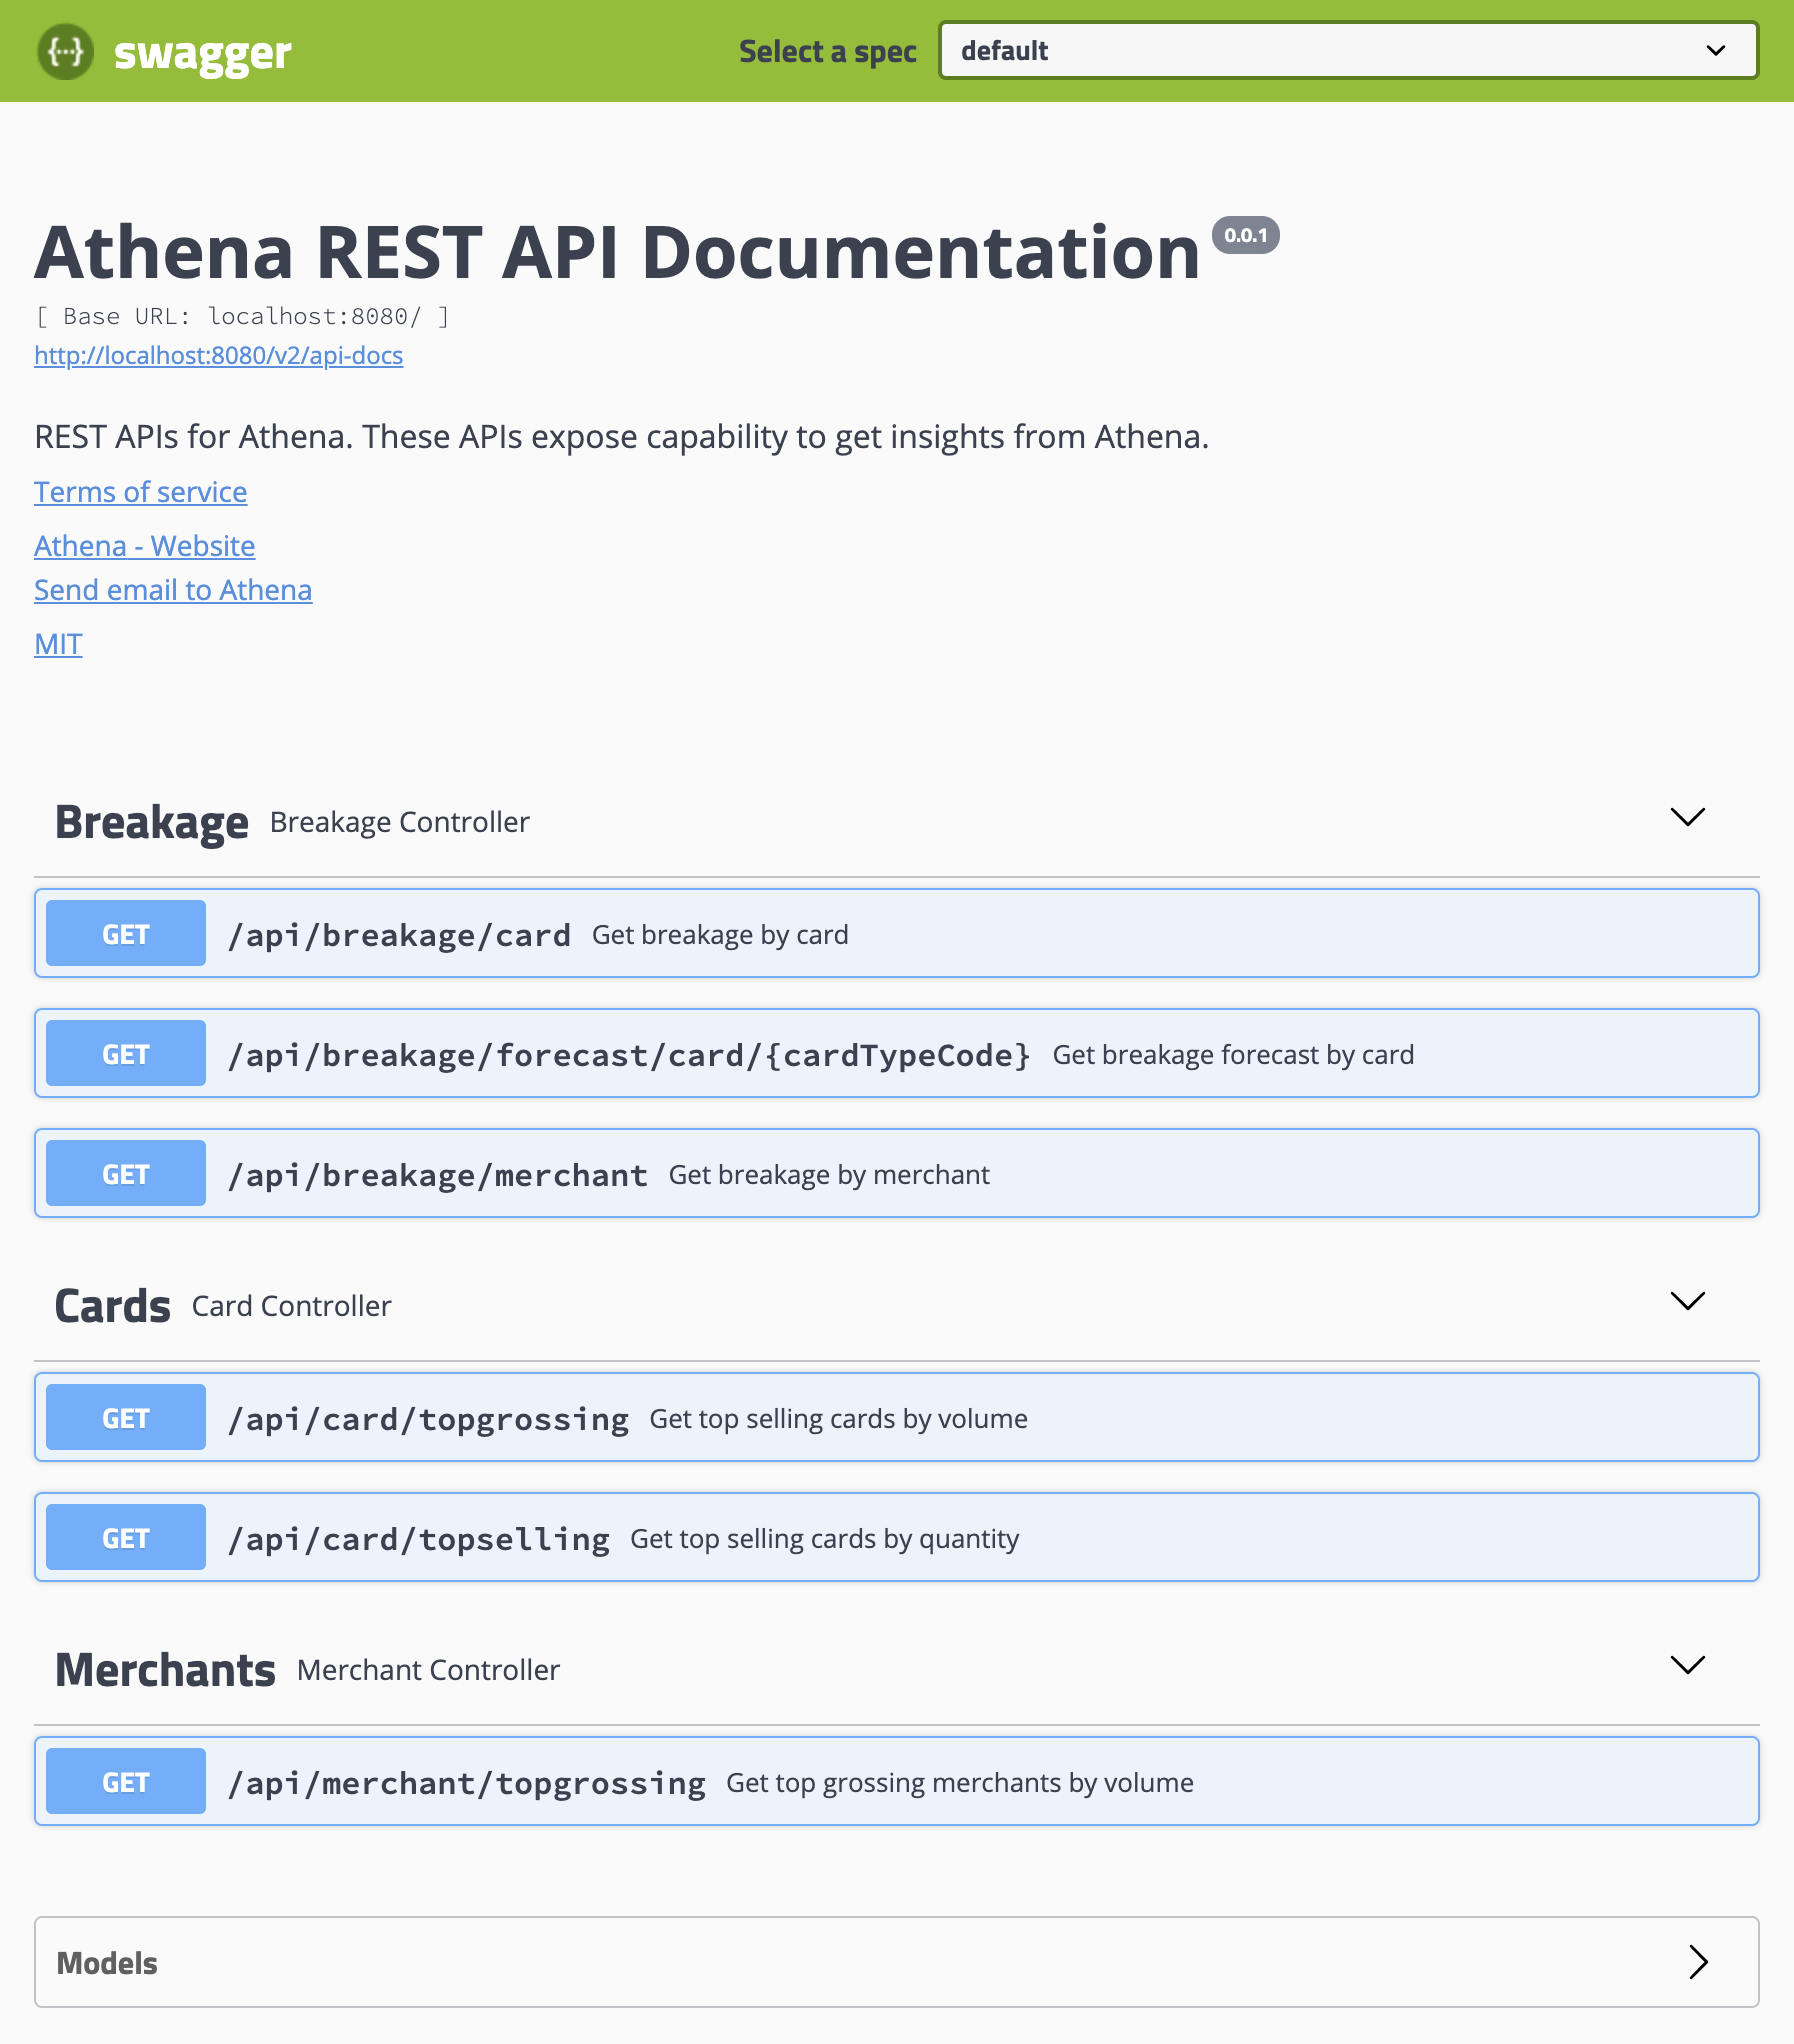 {...} swagger Select a spec default
Athena REST API Documentation 0.0.1
[ Base URL: localhost:8080/ ]
http://localhost:8080/v2/api-docs
REST APIs for Athena. These APIs expose capability to get insights from Athena.
Terms of service
Athena - Website
Send email to Athena
MIT
Breakage Breakage Controller
GET /api/breakage/card Get breakage by card
GET /api/breakage/forecast/card/{cardTypeCode} Get breakage forecast by card
GET /api/breakage/merchant Get breakage by merchant
Cards Card Controller
GET /api/card/topgrossing Get top selling cards by volume
GET /api/card/topselling Get top selling cards by quantity
Merchants Merchant Controller
GET /api/merchant/topgrossing Get top grossing merchants by volume
Models